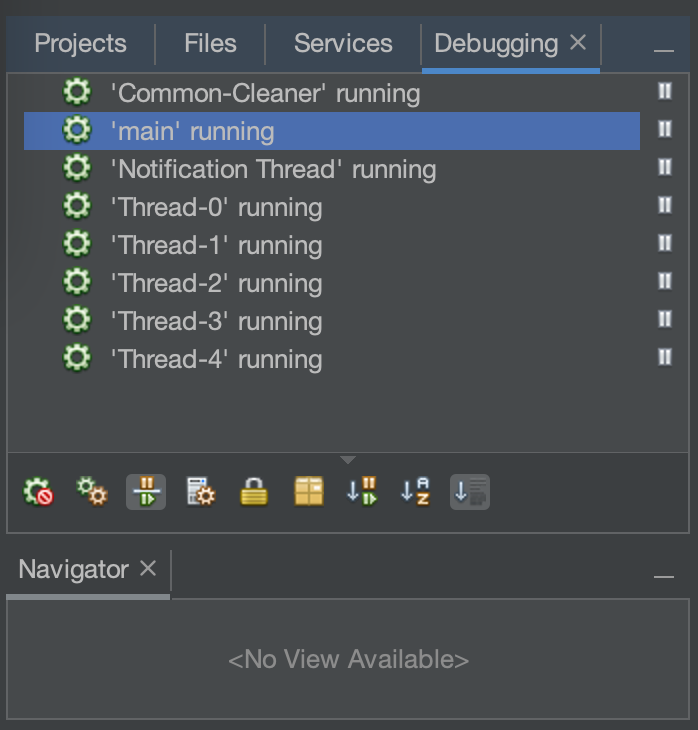 Projects Files Services Debugging
'Common-Cleaner' running
'main' running
'Notification Thread' running
'Thread-0' running
'Thread-1' running
'Thread-2' running
'Thread-3' running
'Thread-4' running
A
Z
Navigator
<No View Available>